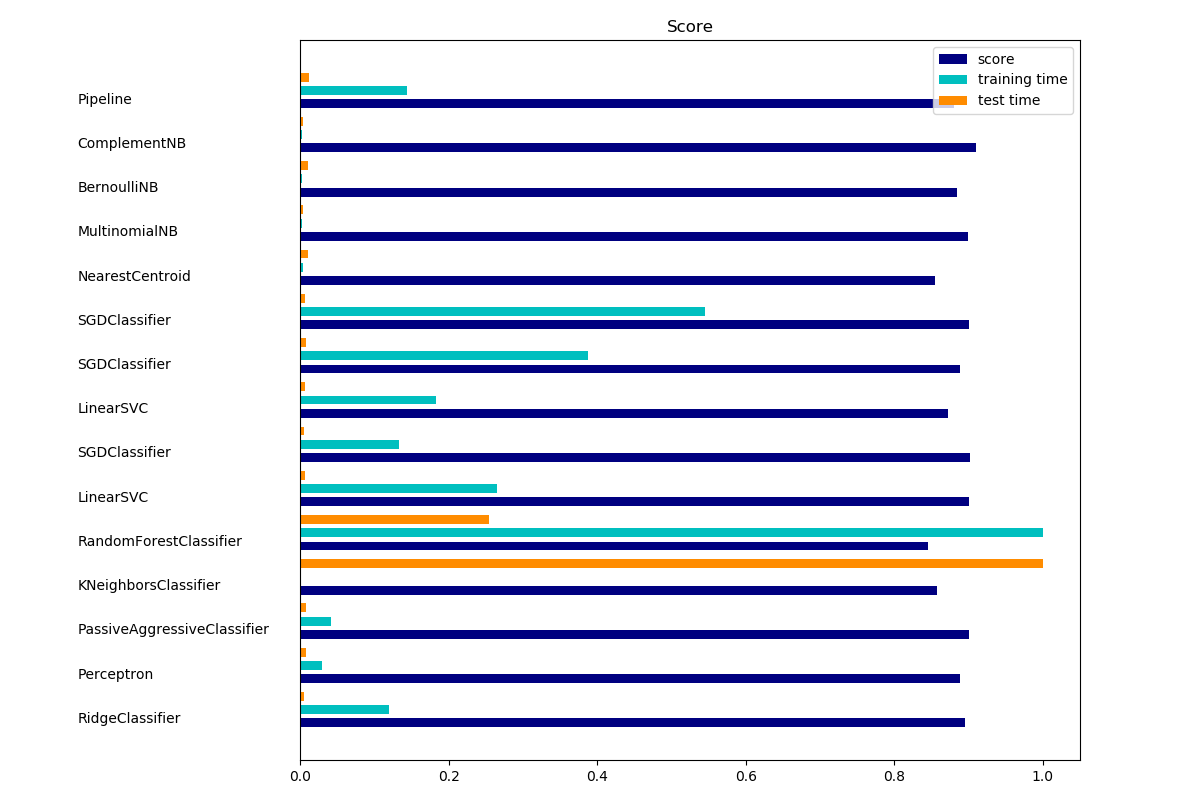 Score
score
training time
test time
Pipeline
ComplementNB
BernoulliNB
MultinomialNB
NearestCentroid
SGDClassifier
SGDClassifier
LinearSVC
SGDClassifier
LinearSVC
RandomForestClassifier
KNeighborsClassifier
PassiveAggressiveClassifier
Perceptron
RidgeClassifier
0.0 0.2 0.4 0.6 0.8 1.0